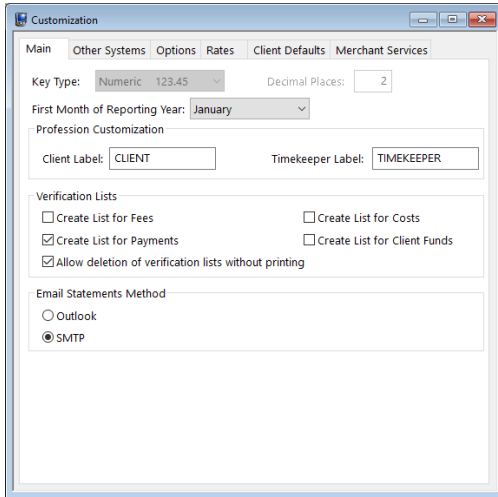 Customization
Main Other Systems Options Rates Client Defaults Merchant Services
Key Type: Numeric 123.45 Decimal Places: 2
First Month of Reporting Year: January
Profession Customization
Client Label: CLIENT Timekeeper Label: TIMEKEEPER
Verification Lists
Create List for Fees Create List for Costs
Create List for Payments Create List for Client Funds
Allow deletion of verification lists without printing
Email Statements Method
Outlook
SMTP